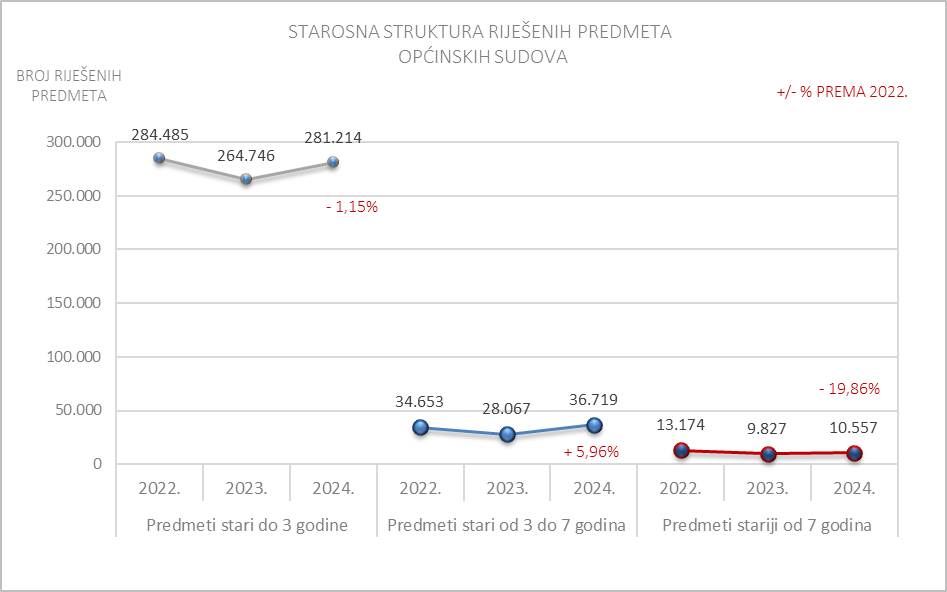 STAROSNA STRUKTURA RIJEŠENIH PREDMETA
OPĆINSKIH SUDOVA
BROJ RIJEŠENIH
PREDMETA
+/- % PREMA 2022.
300.000
250.000
200.000
150.000
100.000
50.000
0
284.485
264.746
281.214
- 1,15%
34.653
28.067
36.719
+ 5,96%
13.174
9.827
10.557
- 19,86%
2022. 2023. 2024. 2022. 2023. 2024. 2022. 2023. 2024.
Predmeti stari do 3 godine Predmeti stari od 3 do 7 godina Predmeti stariji od 7 godina